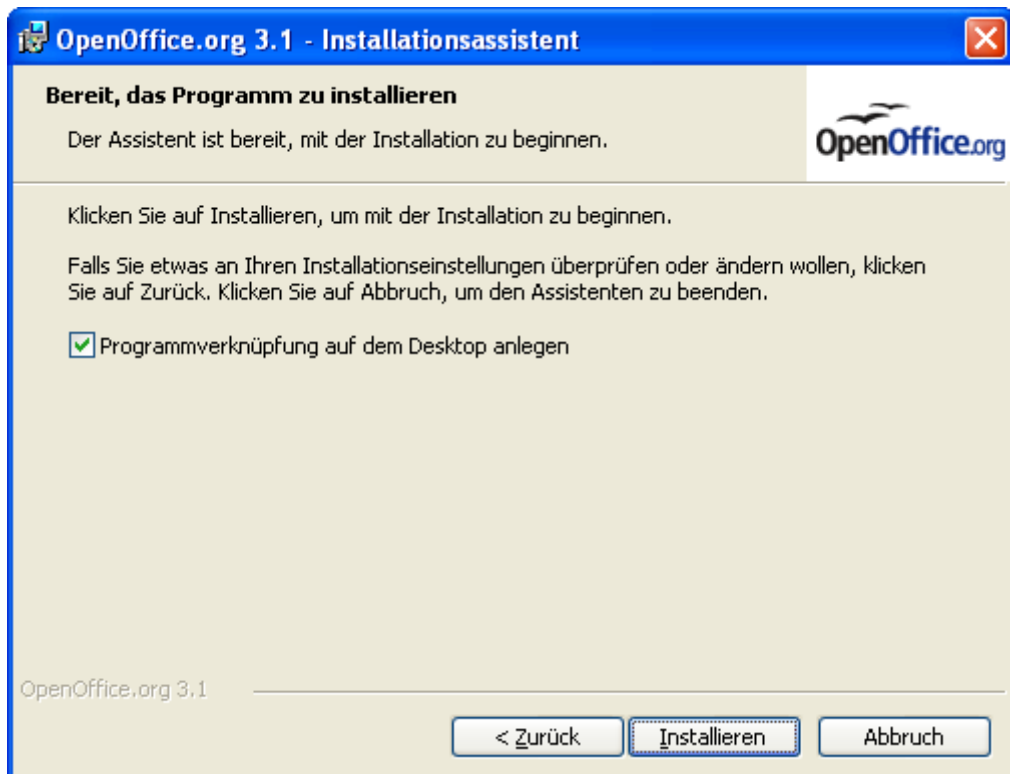 OpenOffice.org 3.1 - Installationsassistent
Bereit, das Programm zu installieren
Der Assistent ist bereit, mit der Installation zu beginnen.
OpenOffice.org
Klicken Sie auf Installieren, um mit der Installation zu beginnen.
Falls Sie etwas an Ihren Installationseinstellungen überprüfen oder ändern wollen, klicken
Sie auf Zurück. Klicken Sie auf Abbruch, um den Assistenten zu beenden.
Programmverknüpfung auf dem Desktop anlegen
OpenOffice.org 3.1
< Zurück
Installieren
Abbruch